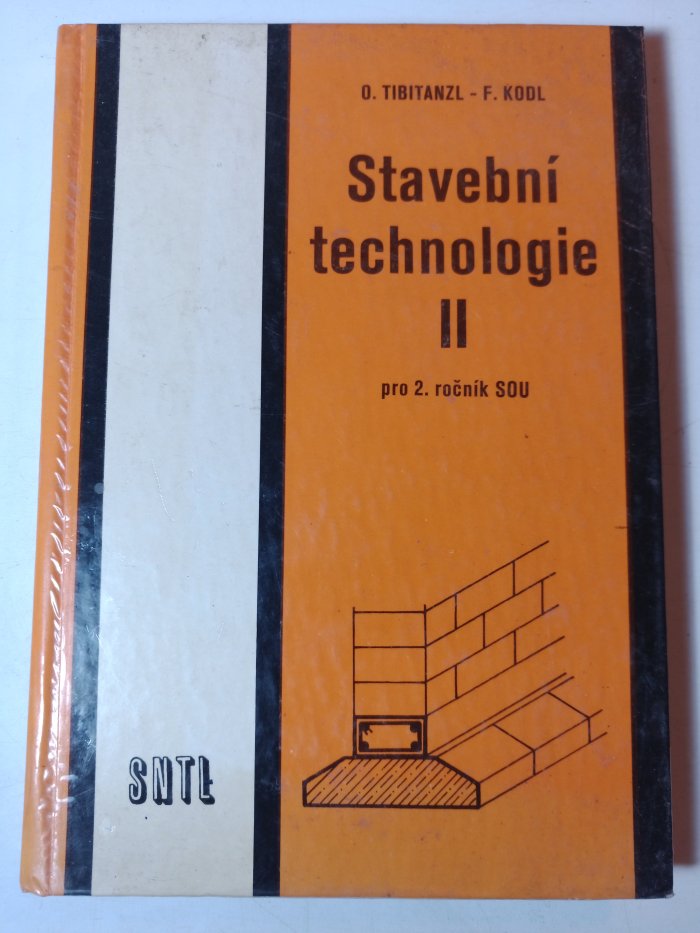 O. TIBITANZL - F. KODL
Stavební
technologie
II
pro 2. ročník SOU
SNTL